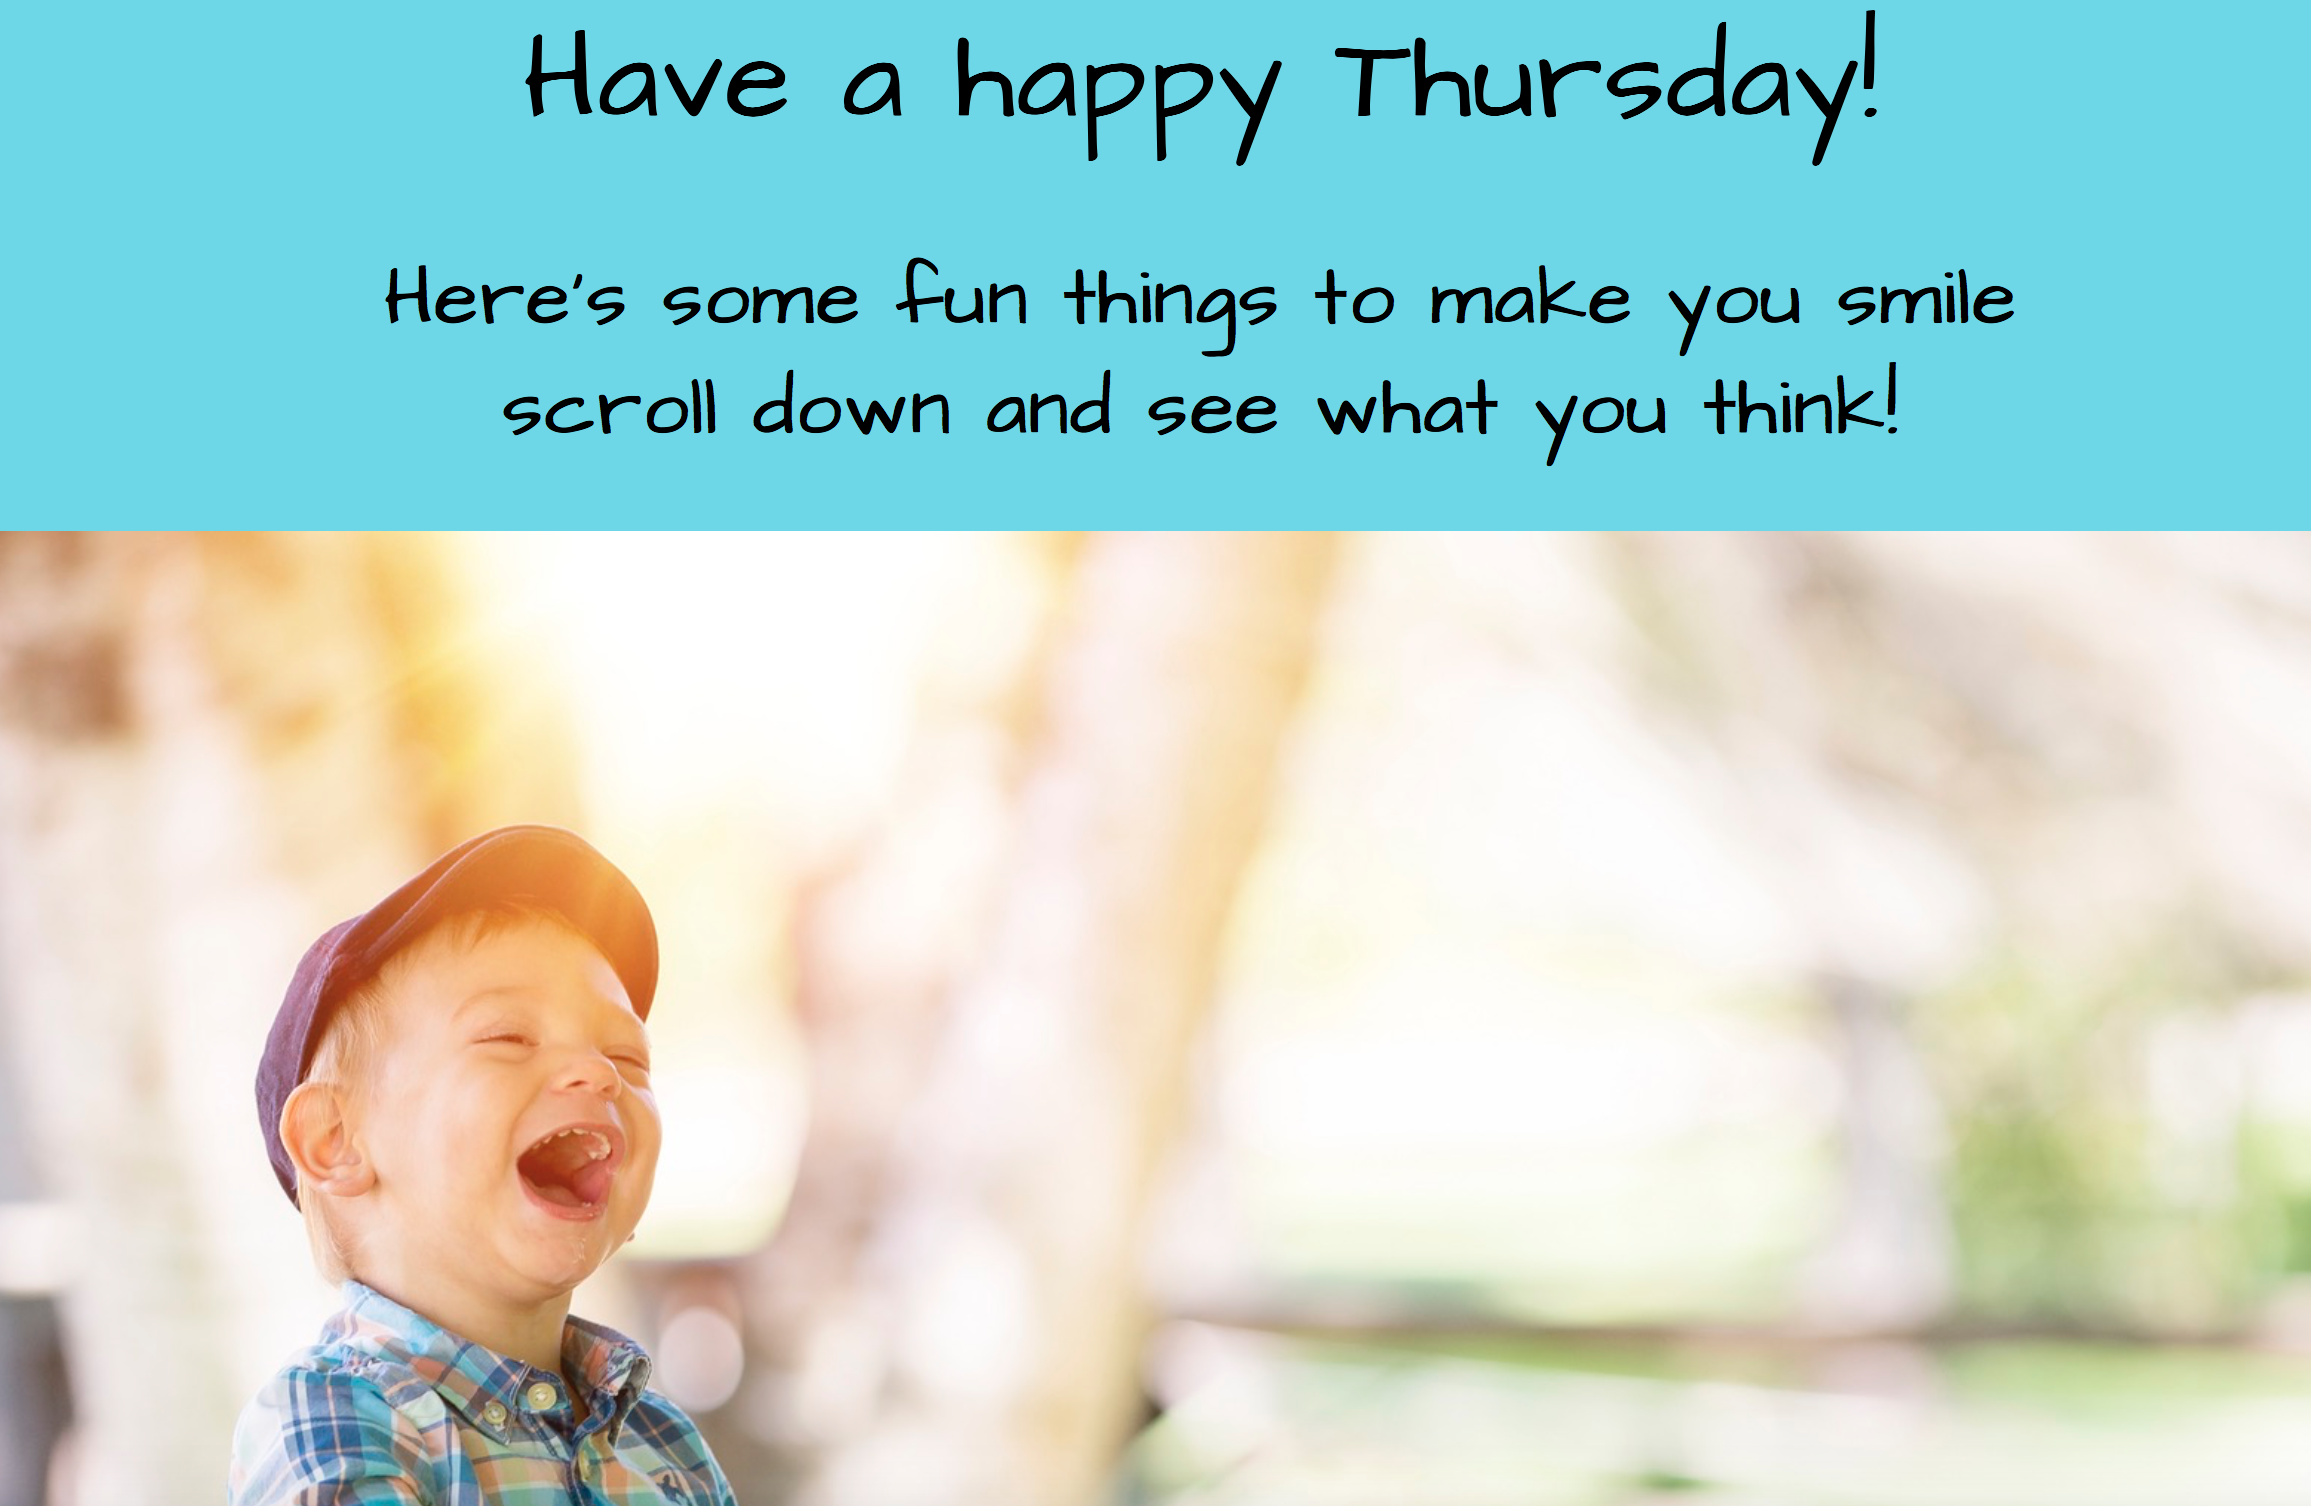 Have a happy Thursday!
Here's some fun things to make you smile
scroll down and see what you think!